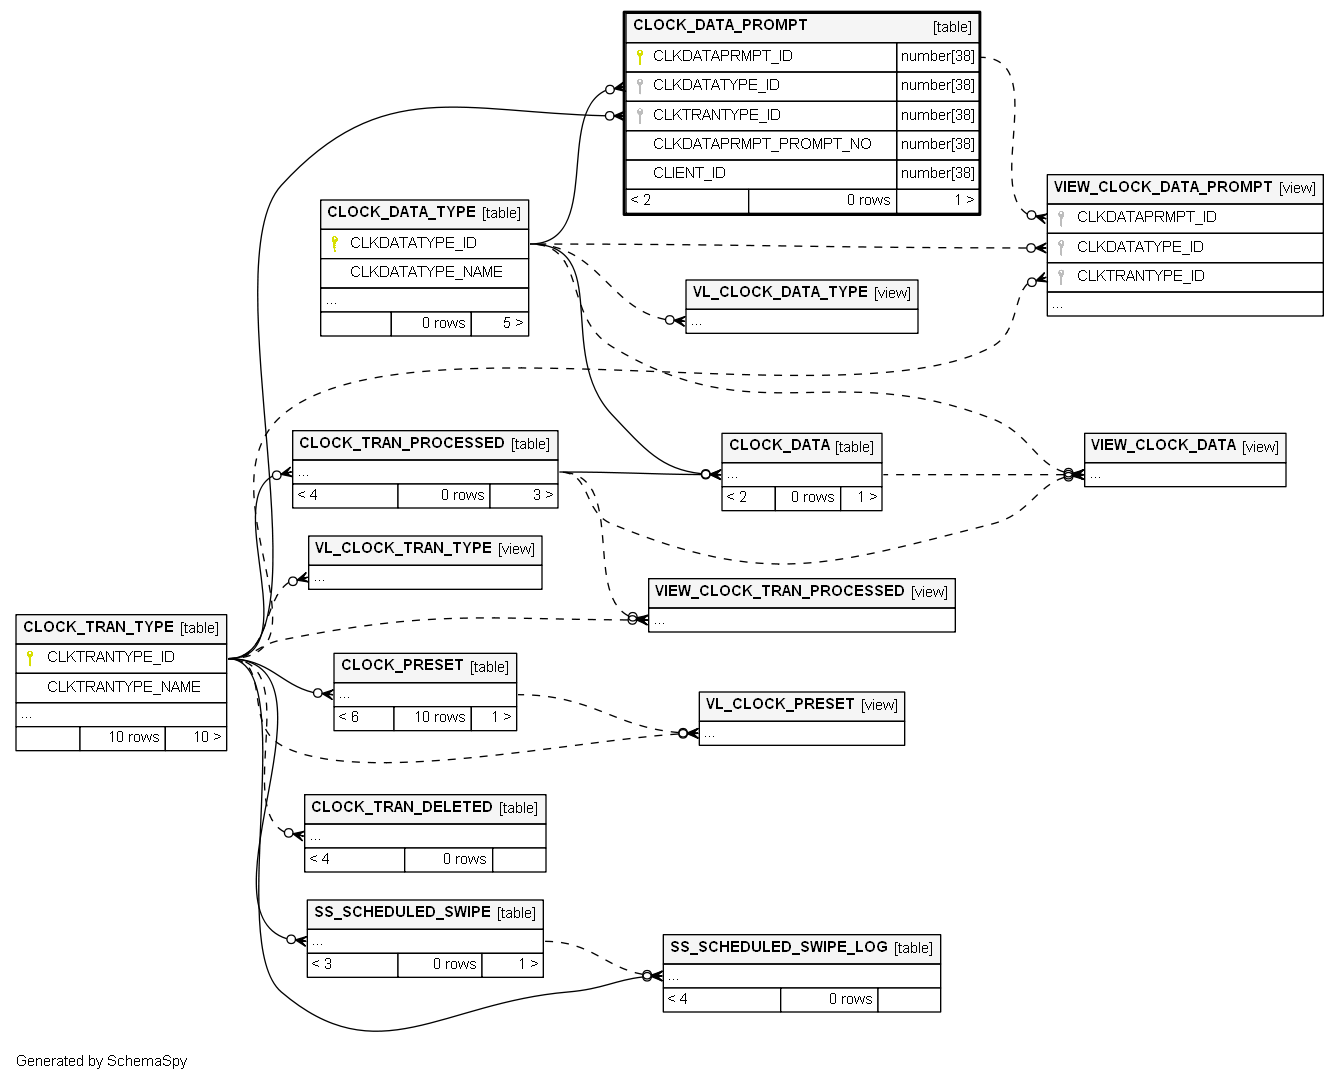 CLOCK_DATA_PROMPT [table]
CLKDATAPRMPT_ID number[38]
CLKDATATYPE_ID number[38]
CLKTRANTYPE_ID number[38]
CLKDATAPRMPT_PROMPT_NO number[38]
CLIENT_ID number[38]
< 2 0 rows 1 >
VIEW_CLOCK_DATA_PROMPT [view]
CLKDATAPRMPT_ID
CLKDATATYPE_ID
CLKTRANTYPE_ID
...
CLOCK_DATA_TYPE [table]
CLKDATATYPE_ID
CLKDATATYPE_NAME
...
0 rows 5 >
VL_CLOCK_DATA_TYPE [view]
...
CLOCK_TRAN_PROCESSED [table]
...
< 4 0 rows 3 >
CLOCK_DATA [table]
...
< 2 0 rows 1 >
VIEW_CLOCK_DATA [view]
...
VL_CLOCK_TRAN_TYPE [view]
...
VIEW_CLOCK_TRAN_PROCESSED [view]
...
CLOCK_TRAN_TYPE [table]
CLKTRANTYPE_ID
CLKTRANTYPE_NAME
...
10 rows 10 >
CLOCK_PRESET [table]
...
< 6 10 rows 1 >
VL_CLOCK_PRESET [view]
...
CLOCK_TRAN_DELETED [table]
...
< 4 0 rows
SS_SCHEDULED_SWIPE [table]
...
< 3 0 rows 1 >
SS_SCHEDULED_SWIPE_LOG [table]
...
< 4 0 rows
Generated by SchemaSpy